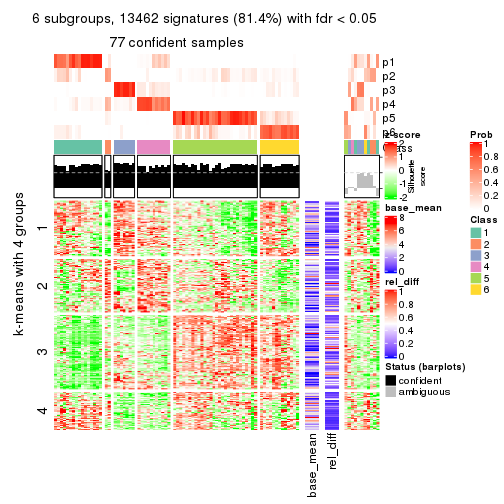 6 subgroups, 13462 signatures (81.4%) with fdr < 0.05
77 confident samples
p1
p2
p3
p4
p5
p6
Class
z-score
2
1
0
-1
-2
Silhouette
score
Prob
1
0.8
0.6
0.4
0.2
0
base_mean
8
6
4
2
0
Class
1
2
3
4
5
6
rel_diff
1
0.8
0.6
0.4
0.2
0
Status (barplots)
confident
ambiguous
k-means with 4 groups
1
2
3
4
base_mean
rel_diff